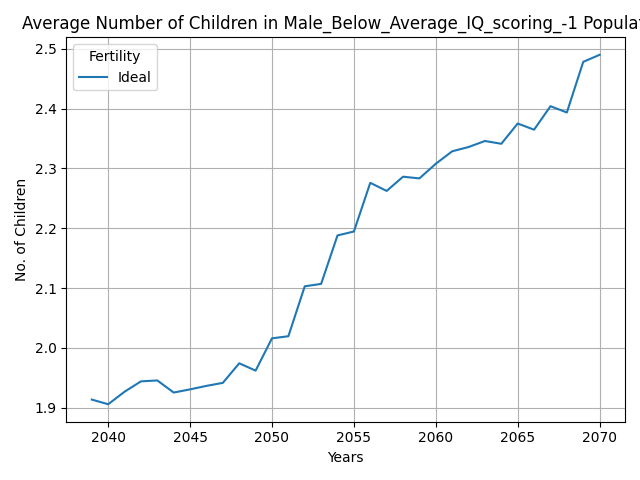 Average Number of Children in Male_Below_Average_IQ_scoring_-1 Populat
Fertility
Ideal
No. of Children
2.5
2.4
2.3
2.2
2.1
2.0
1.9
2040 2045 2050 2055 2060 2065 2070
Years